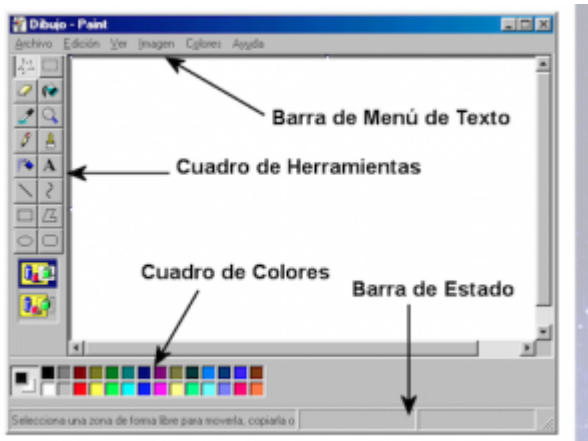 Dibujo - Paint
Archivo Edición Ver Imagen Colores Ayuda
Barra de Menú de Texto
A
Cuadro de Herramientas
Cuadro de Colores
Barra de Estado
Selecciona una zona de forma libre para moverla, copiarla o